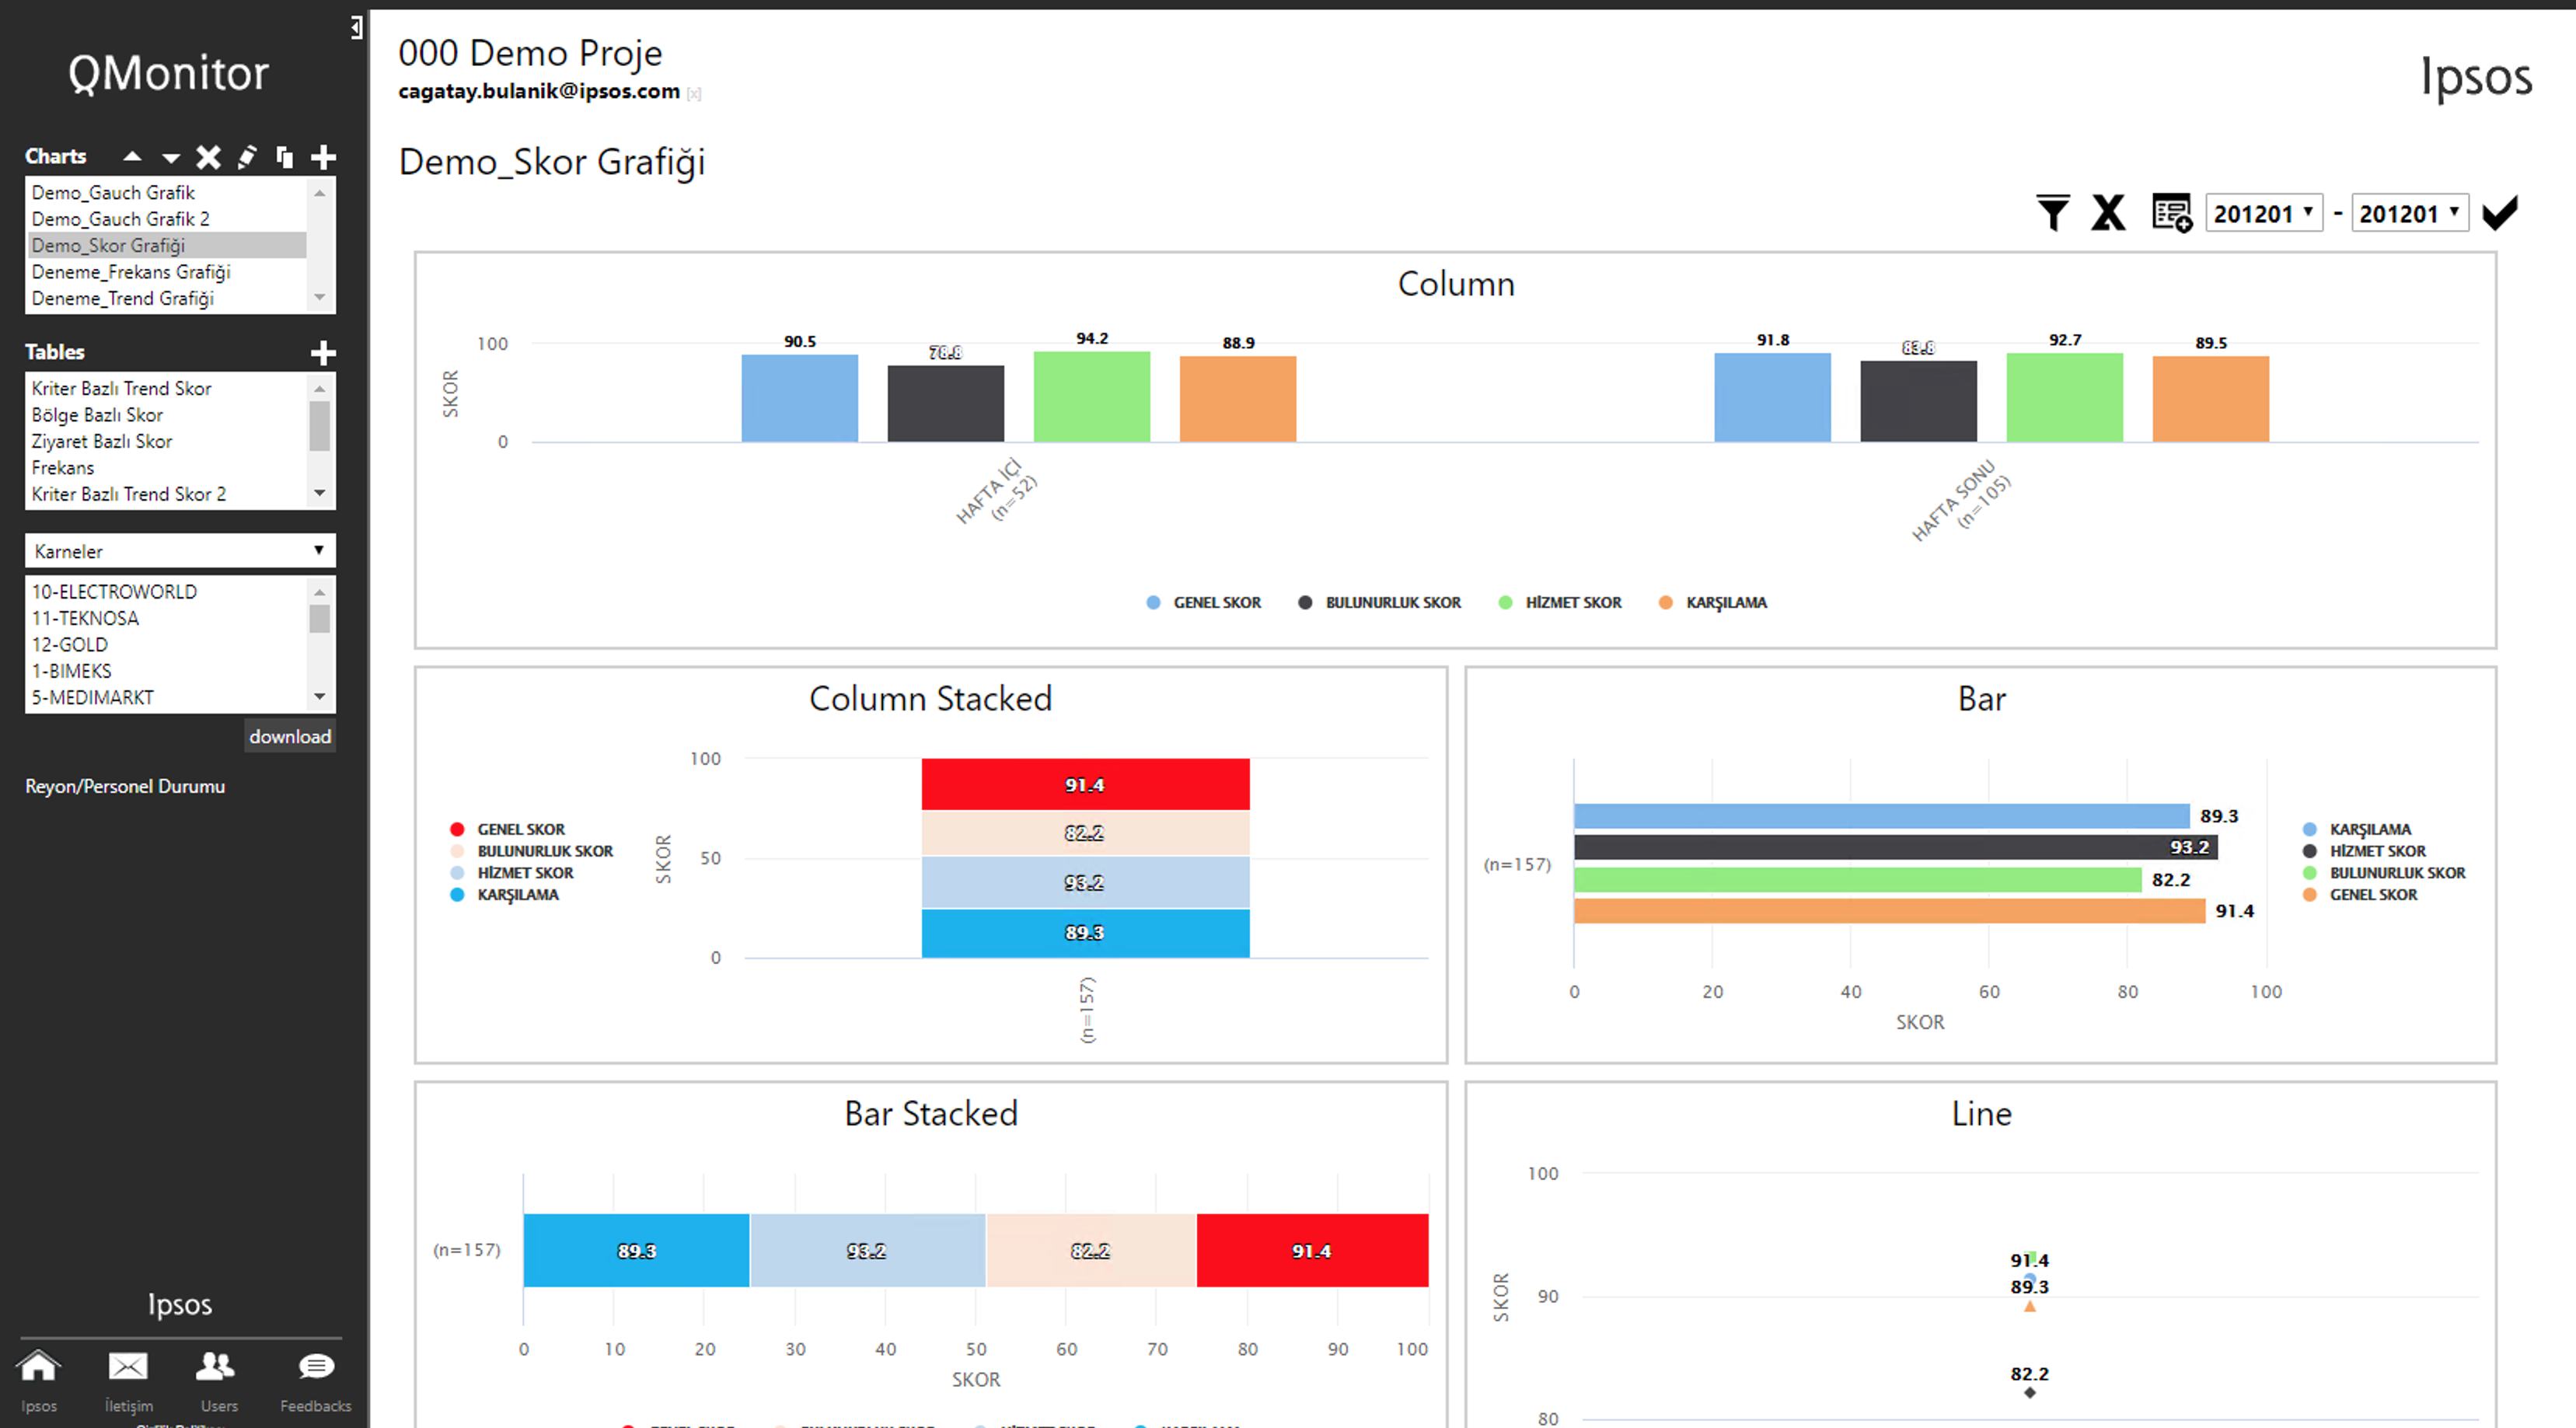 QMonitor
Charts
Demo_Gauch Grafik
Demo_Gauch Grafik 2
Demo_Skor Grafiği
Deneme_Frekans Grafiği
Deneme_Trend Grafiği
Tables
Kriter Bazlı Trend Skor
Bölge Bazlı Skor
Ziyaret Bazlı Skor
Frekans
Kriter Bazlı Trend Skor 2
Karneler
10-ELECTROWORLD
11-TEKNOSA
12-GOLD
1-BIMEKS
5-MEDIMARKT
download
Reyon/Personel Durumu
Ipsos
Ipsos İletişim Users Feedbacks
000 Demo Proje
cagatay.bulanik@ipsos.com [x]
Ipsos
Demo_Skor Grafiği
201201 - 201201
Column
SKOR
100
0
90.5 78.8 94.2 88.9
91.8 83.8 92.7 89.5
HAFTA İÇİ
(n=52)
HAFTA SONU
(n=105)
GENEL SKOR BULUNURLUK SKOR HİZMET SKOR KARŞILAMA
Column Stacked
GENEL SKOR
BULUNURLUK SKOR
HİZMET SKOR
KARŞILAMA
SKOR
100
50
0
91.4
82.2
93.2
89.3
(n=157)
Bar
(n=157)
89.3
93.2
82.2
91.4
0 20 40 60 80 100
SKOR
KARŞILAMA
HİZMET SKOR
BULUNURLUK SKOR
GENEL SKOR
Bar Stacked
(n=157)
89.3 93.2 82.2 91.4
0 10 20 30 40 50 60 70 80 90 100
SKOR
Line
SKOR
100
90
80
91.4
89.3
82.2